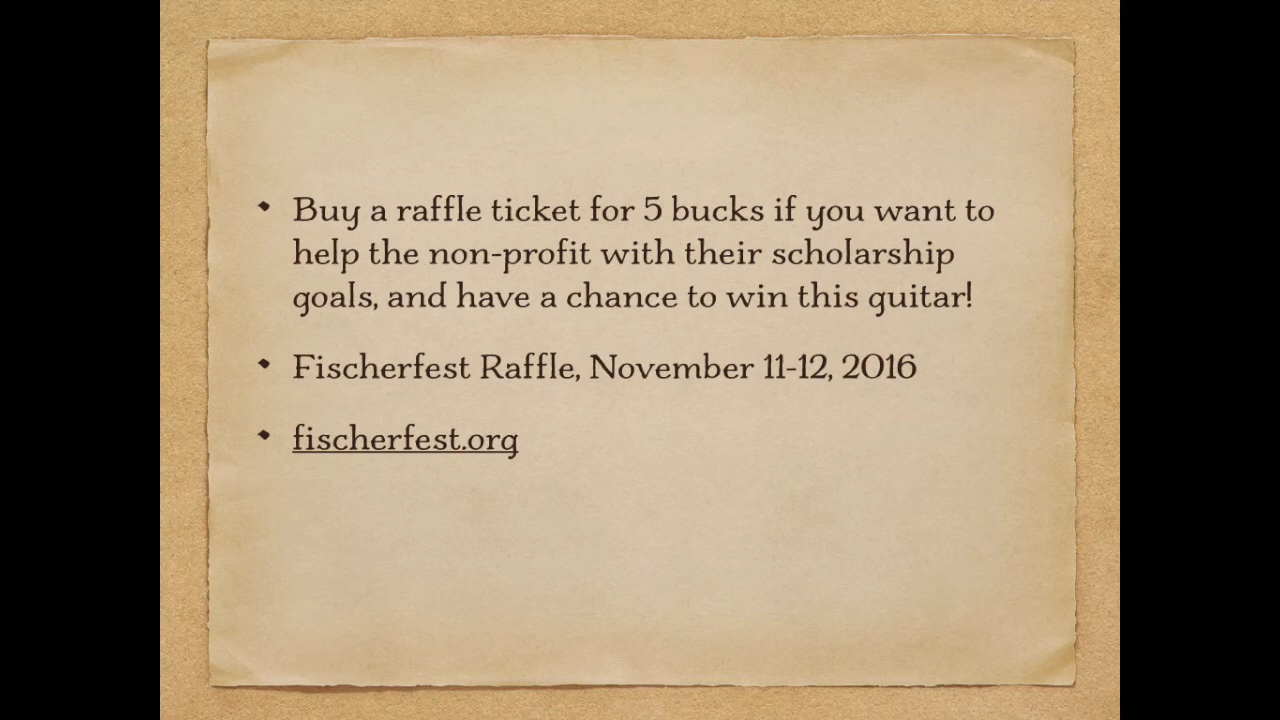 • Buy a raffle ticket for 5 bucks if you want to
help the non-profit with their scholarship
goals, and have a chance to win this guitar!
• Fischerfest Raffle, November 11-12, 2016
• fischerfest.org